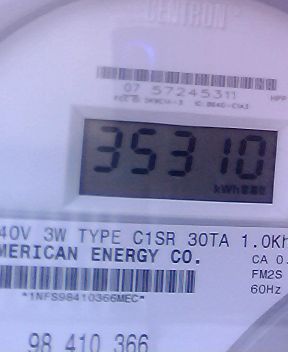 CENTRON®
07 57245311
35310
kWh
40V 3W TYPE C1SR 30TA 1.0Kh
MERICAN ENERGY CO.
CA 0.
FM2S
*1NFS98410366MEC*
60Hz
98 410 366